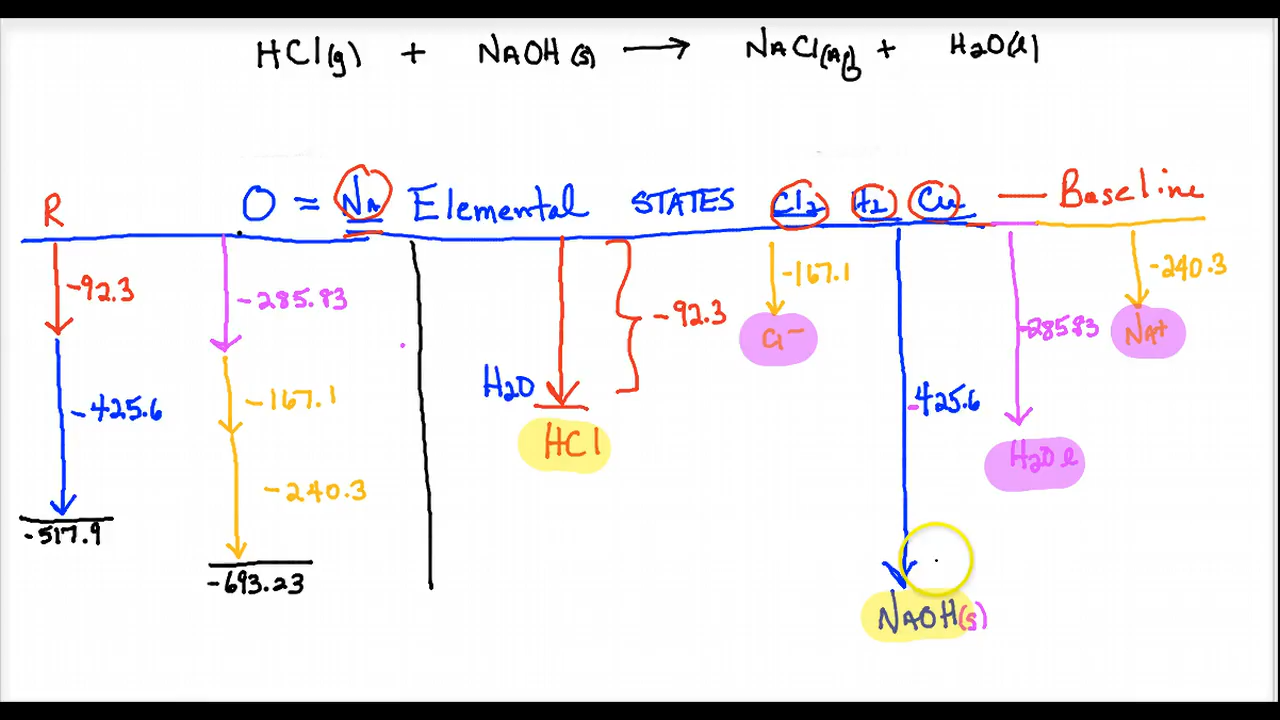 HCl(g) + NAOH(s) → NACl(Aq) + H2O(l)
R O = NA Elemental STATES Cl2 H2 Cu — Baseline
-92.3 -285.83 -92.3 -167.1 -240.3
Cl- -28583 NA+
-425.6 -167.1 H2O -425.6
HCl H2O l
-240.3
-517.9
-693.23 NAOH(s)